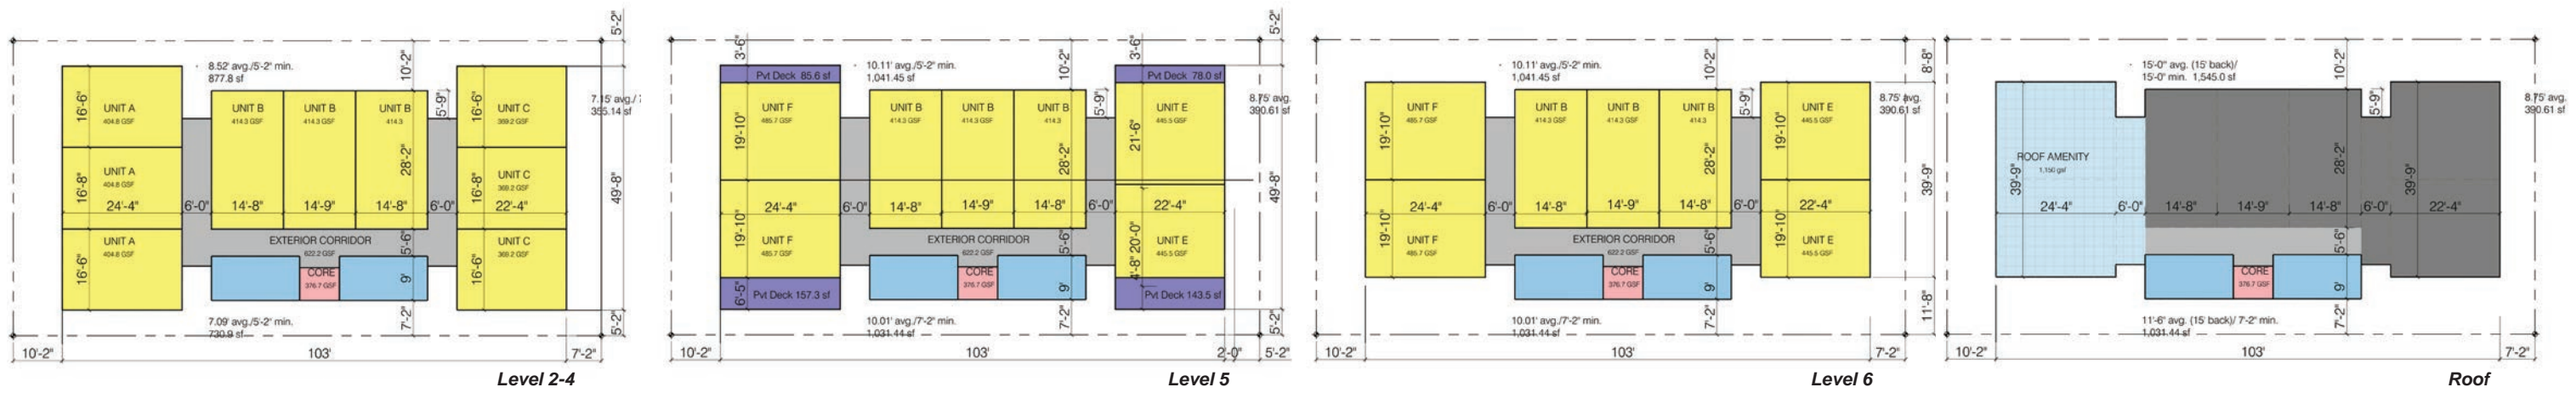 5'-2"
8.52' avg./5'-2" min.
877.8 sf
10'-2"
16'-6"
UNIT A
404.8 GSF
UNIT B
414.3 GSF
UNIT B
414.3 GSF
UNIT B
414.3
5'-9"
16'-6"
UNIT C
369.2 GSF
7.15' avg./
355.14 sf
28'-2"
49'-8"
16'-8"
UNIT A
404.8 GSF
16'-8"
UNIT C
369.2 GSF
24'-4"
6'-0"
14'-8"
14'-9"
14'-8"
6'-0"
22'-4"
16'-6"
UNIT A
404.8 GSF
EXTERIOR CORRIDOR
622.2 GSF
5'-6"
16'-6"
UNIT C
369.2 GSF
CORE
376.7 GSF
9'
7.09' avg./5'-2" min.
730.9 sf
7'-2"
5'-2"
10'-2"
103'
7'-2"
Level 2-4
5'-2"
3'-6"
Pvt Deck 85.6 sf
10.11' avg./5'-2" min.
1,041.45 sf
10'-2"
3'-6"
Pvt Deck 78.0 sf
19'-10"
UNIT F
485.7 GSF
UNIT B
414.3 GSF
UNIT B
414.3 GSF
UNIT B
414.3
5'-9"
21'-6"
UNIT E
445.5 GSF
8.75' avg.
390.61 sf
28'-2"
49'-8"
24'-4"
6'-0"
14'-8"
14'-9"
14'-8"
6'-0"
22'-4"
19'-10"
UNIT F
485.7 GSF
EXTERIOR CORRIDOR
622.2 GSF
5'-6"
20'-0"
UNIT E
445.5 GSF
4'-8"
CORE
376.7 GSF
9'
6'-5"
Pvt Deck 157.3 sf
Pvt Deck 143.5 sf
10.01' avg./7'-2" min.
1,031.44 sf
7'-2"
5'-2"
10'-2"
103'
2'-0"
5'-2"
Level 5
10.11' avg./5'-2" min.
1,041.45 sf
10'-2"
8'-8"
19'-10"
UNIT F
485.7 GSF
UNIT B
414.3 GSF
UNIT B
414.3 GSF
UNIT B
414.3
5'-9"
19'-10"
UNIT E
445.5 GSF
8.75' avg.
390.61 sf
28'-2"
39'-9"
24'-4"
6'-0"
14'-8"
14'-9"
14'-8"
6'-0"
22'-4"
19'-10"
UNIT F
485.7 GSF
EXTERIOR CORRIDOR
622.2 GSF
5'-6"
19'-10"
UNIT E
445.5 GSF
CORE
376.7 GSF
9'
10.01' avg./7'-2" min.
1,031.44 sf
7'-2"
11'-8"
10'-2"
103'
7'-2"
Level 6
15'-0" avg. (15' back)/
15'-0" min. 1,545.0 sf
10'-2"
5'-9"
8.75' avg.
390.61 sf
ROOF AMENITY
1,150 gsf
39'-9"
28'-2"
39'-9"
24'-4"
6'-0"
14'-8"
14'-9"
14'-8"
6'-0"
22'-4"
5'-6"
CORE
376.7 GSF
9'
11'-6" avg. (15' back)/ 7'-2" min.
1,031.44 sf
7'-2"
10'-2"
103'
7'-2"
Roof